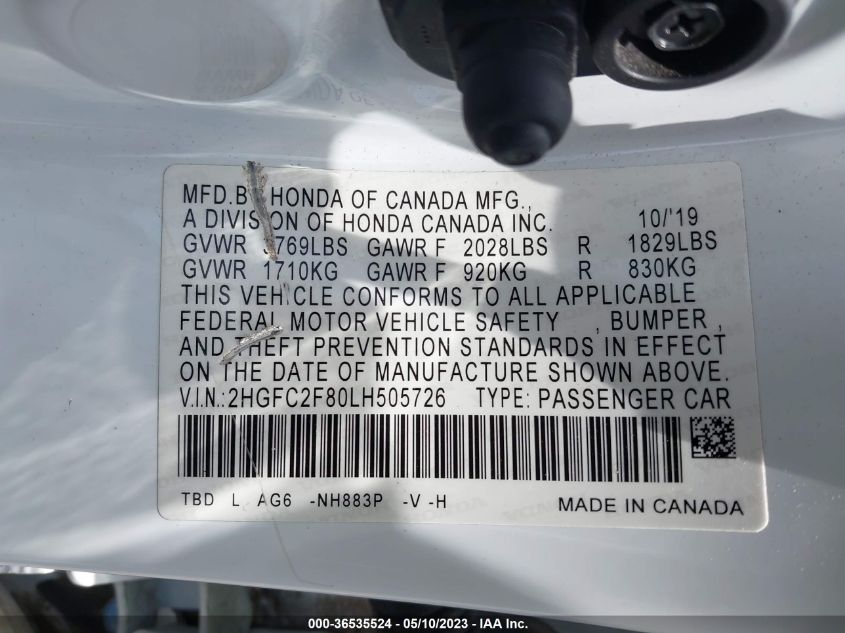 MFD.B HONDA OF CANADA MFG.,
A DIVISION OF HONDA CANADA INC. 10/'19
GVWR 769LBS GAWR F 2028LBS R 1829LBS
GVWR 1710KG GAWR F 920KG R 830KG
THIS VEHICLE CONFORMS TO ALL APPLICABLE
FEDERAL MOTOR VEHICLE SAFETY , BUMPER ,
AND THEFT PREVENTION STANDARDS IN EFFECT
ON THE DATE OF MANUFACTURE SHOWN ABOVE.
V.I.N.:2HGFC2F80LH505726 TYPE: PASSENGER CAR
TBD L AG6 -NH883P -V -H MADE IN CANADA
000-36535524 - 05/10/2023 - IAA Inc.